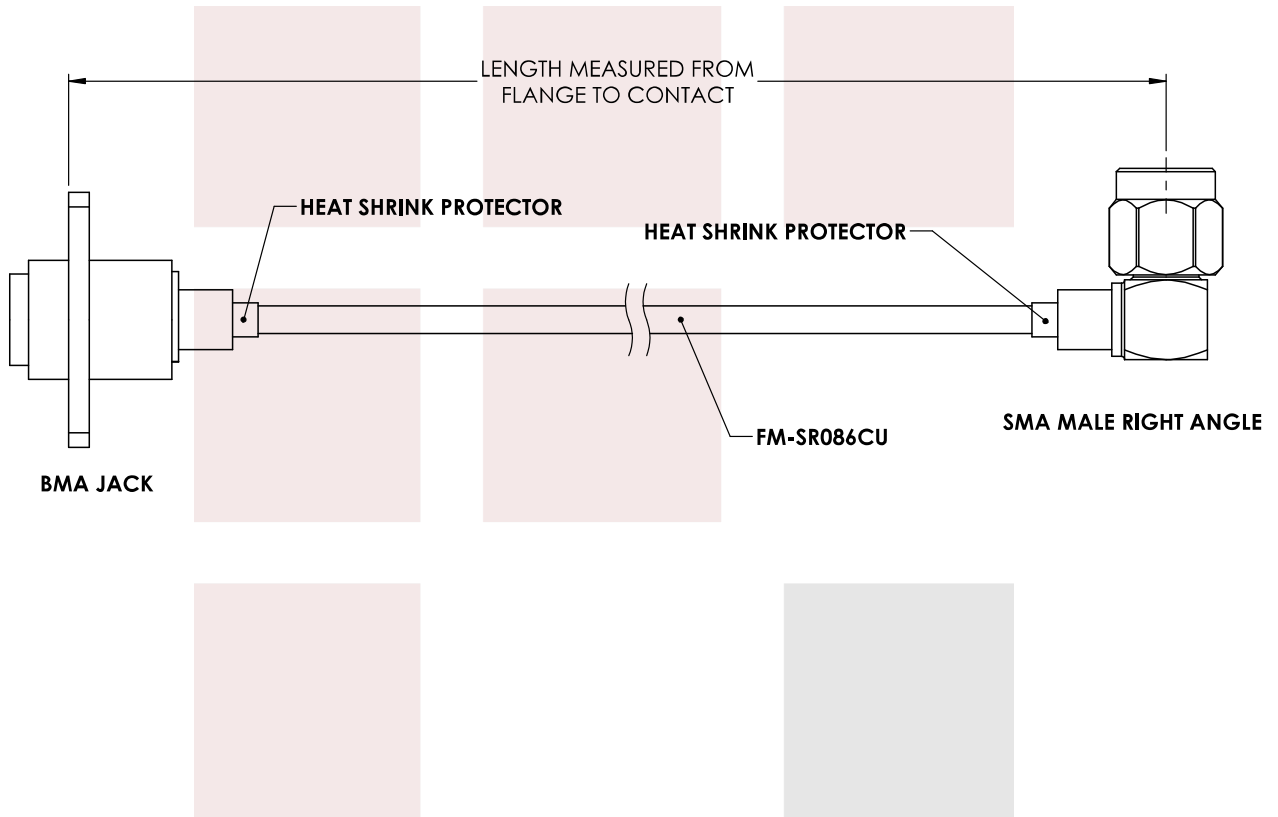 LENGTH MEASURED FROM
FLANGE TO CONTACT
HEAT SHRINK PROTECTOR
HEAT SHRINK PROTECTOR
FM-SR086CU
SMA MALE RIGHT ANGLE
BMA JACK